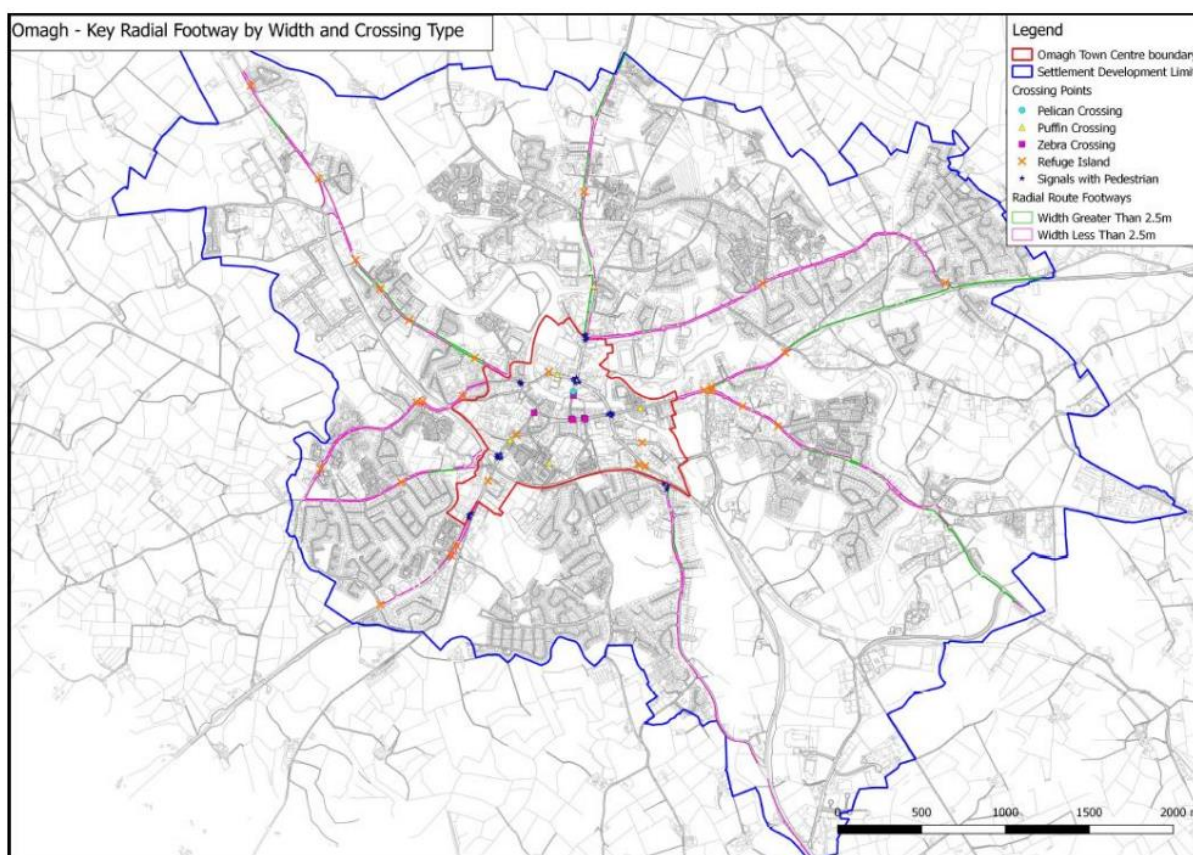 Omagh - Key Radial Footway by Width and Crossing Type
Legend
Omagh Town Centre boundary
Settlement Development Limi
Crossing Points
Pelican Crossing
Puffin Crossing
Zebra Crossing
Refuge Island
Signals with Pedestrian
Radial Route Footways
Width Greater Than 2.5m
Width Less Than 2.5m
0 500 1000 1500 2000 m